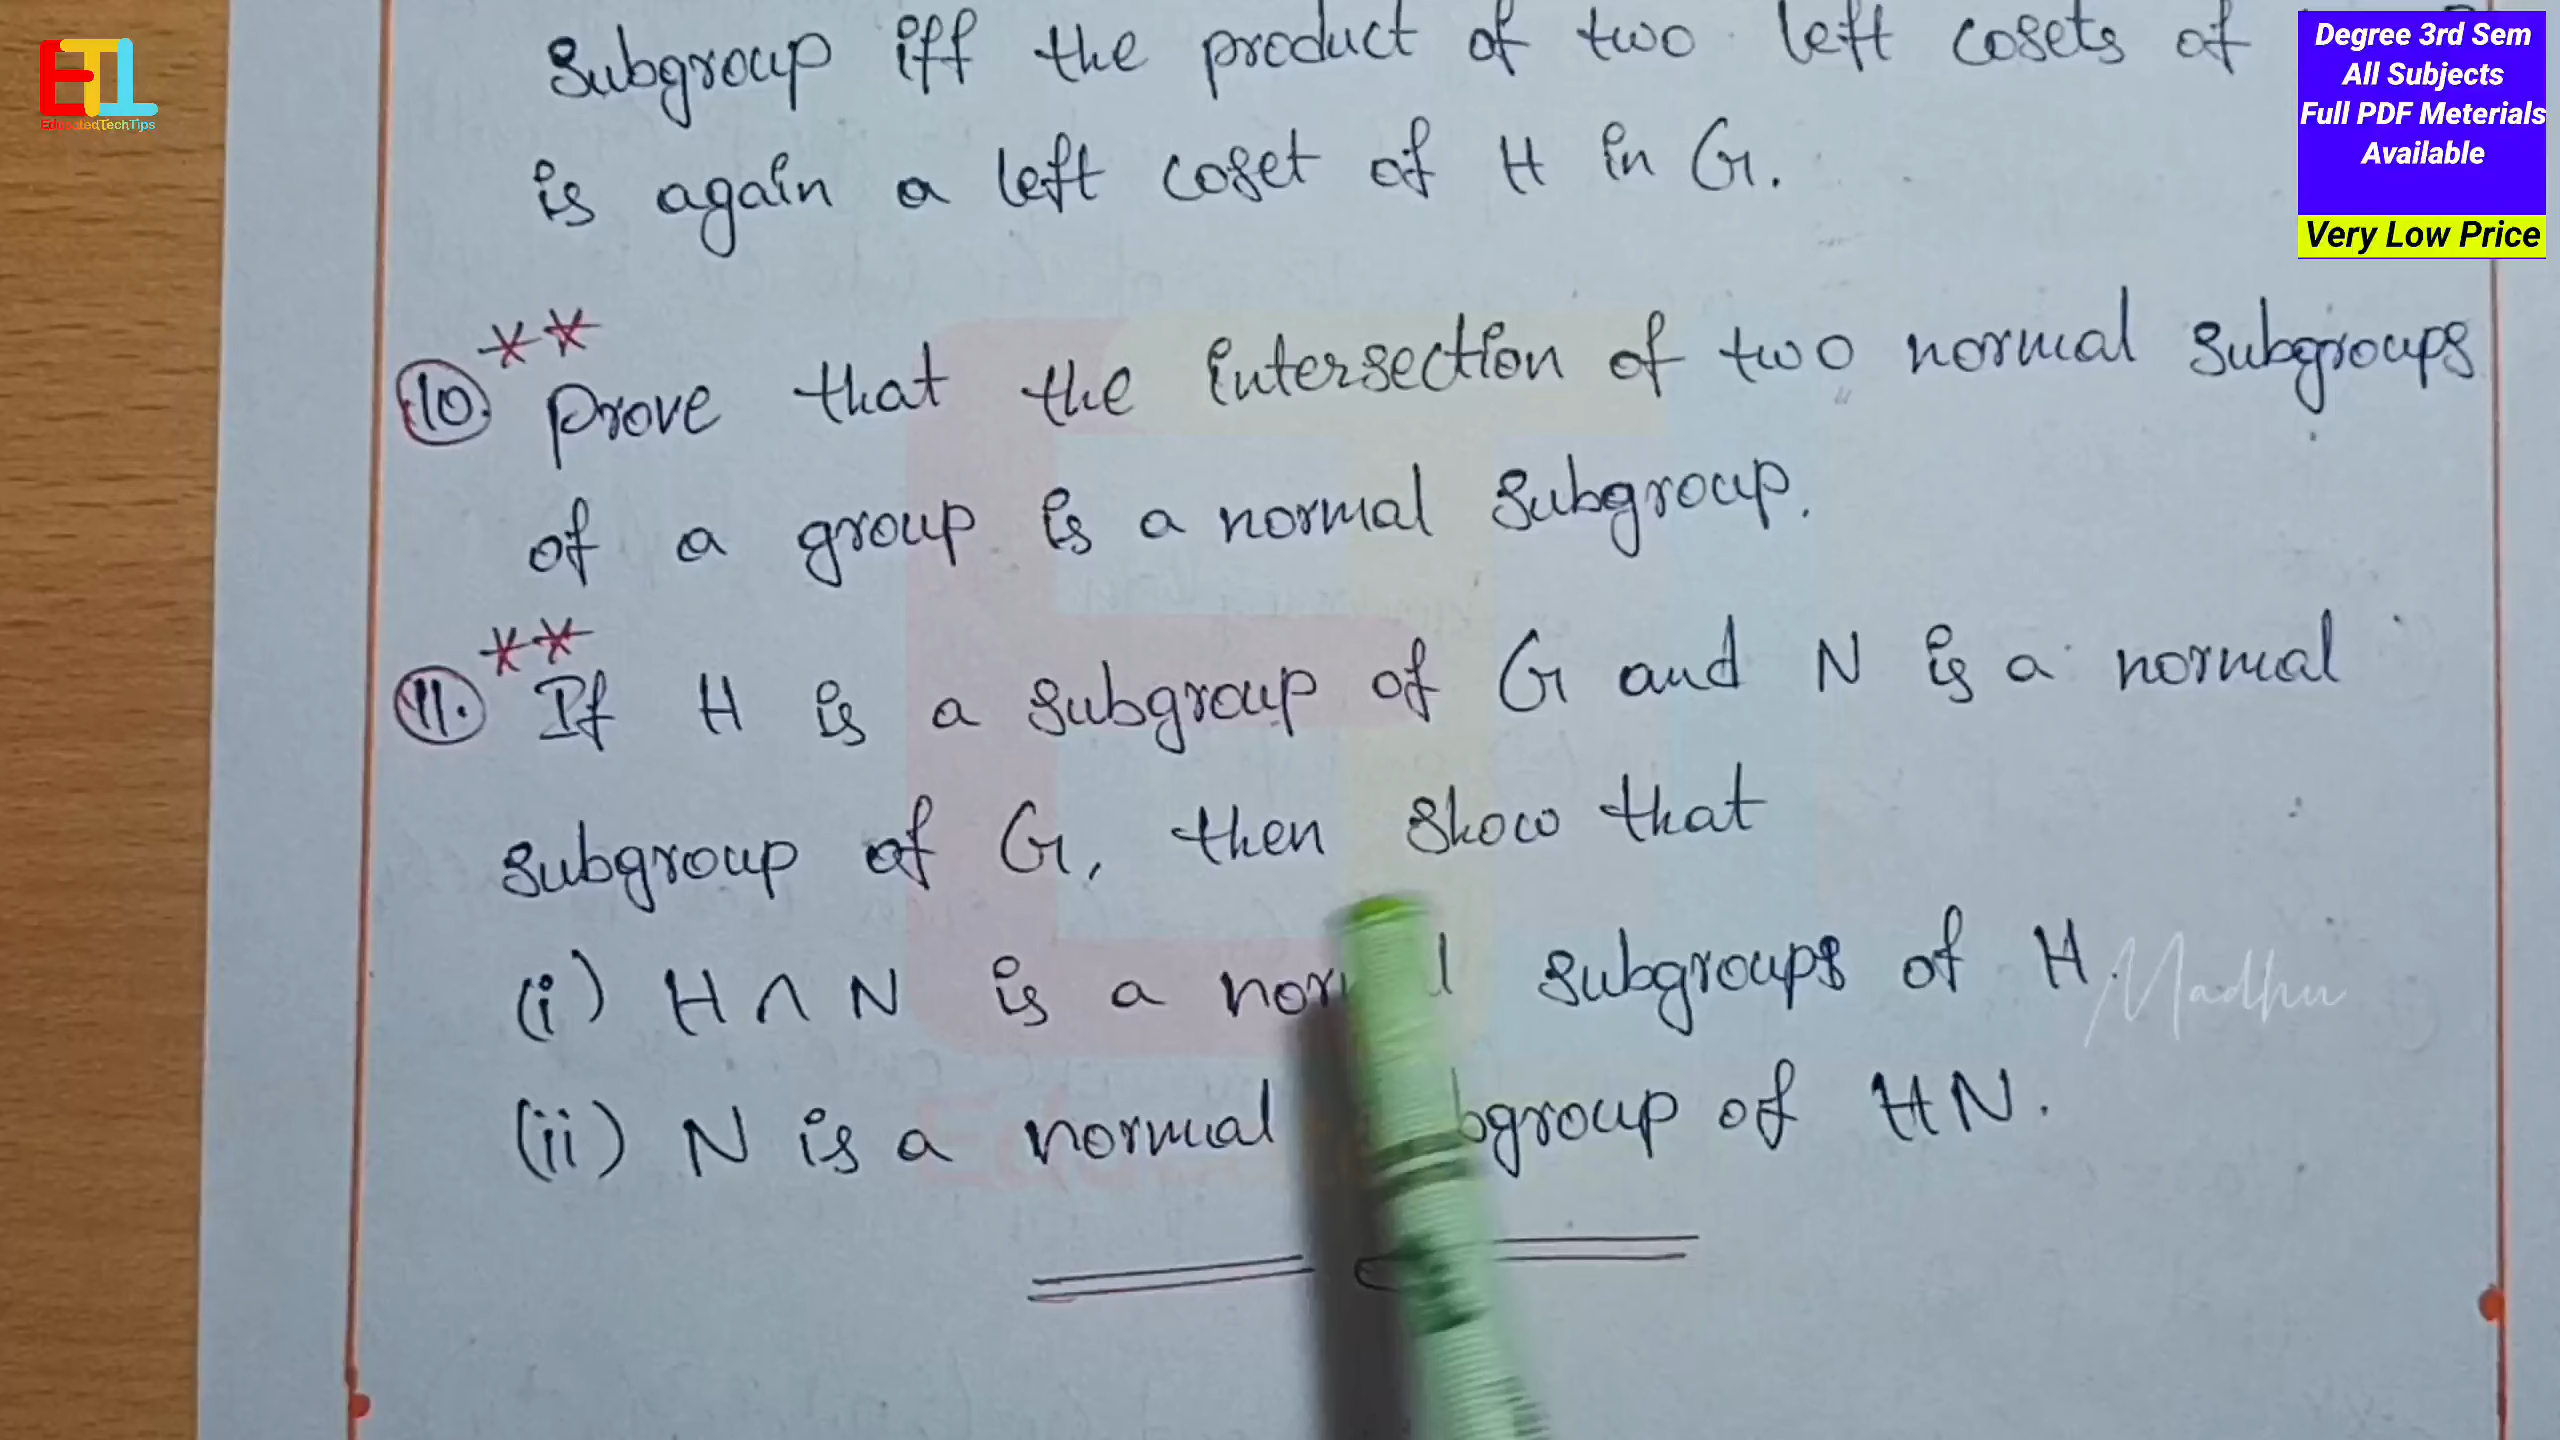 subgroup iff the product of two left cosets of
is again a left coset of H in G.
10. ** Prove that the intersection of two normal subgroups
of a group is a normal subgroup.
11. ** If H is a subgroup of G and N is a normal
subgroup of G, then show that
(i) H ∩ N is a subgroups of H.
(ii) N is a normal of HN.
ETT
EducatedTechTips
Degree 3rd Sem
All Subjects
Full PDF Meterials
Available
Very Low Price
Madhu